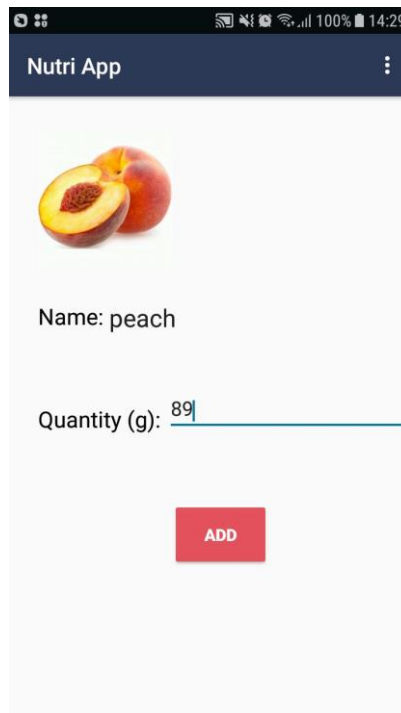 100% 14:29
Nutri App
Name: peach
Quantity (g): 89
ADD